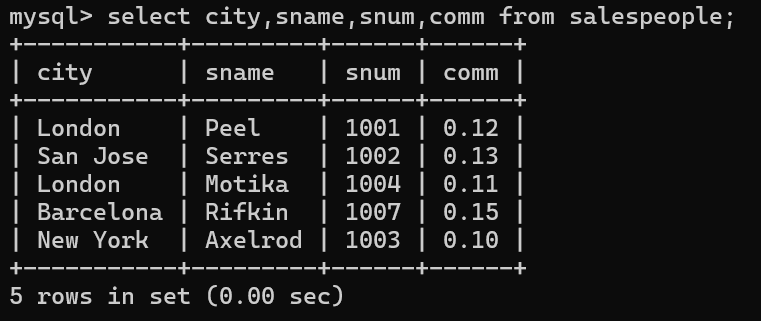 mysql> select city,sname,snum,comm from salespeople;
+-----------+---------+------+------+
| city      | sname   | snum | comm |
+-----------+---------+------+------+
| London    | Peel    | 1001 | 0.12 |
| San Jose  | Serres  | 1002 | 0.13 |
| London    | Motika  | 1004 | 0.11 |
| Barcelona | Rifkin  | 1007 | 0.15 |
| New York  | Axelrod | 1003 | 0.10 |
+-----------+---------+------+------+
5 rows in set (0.00 sec)